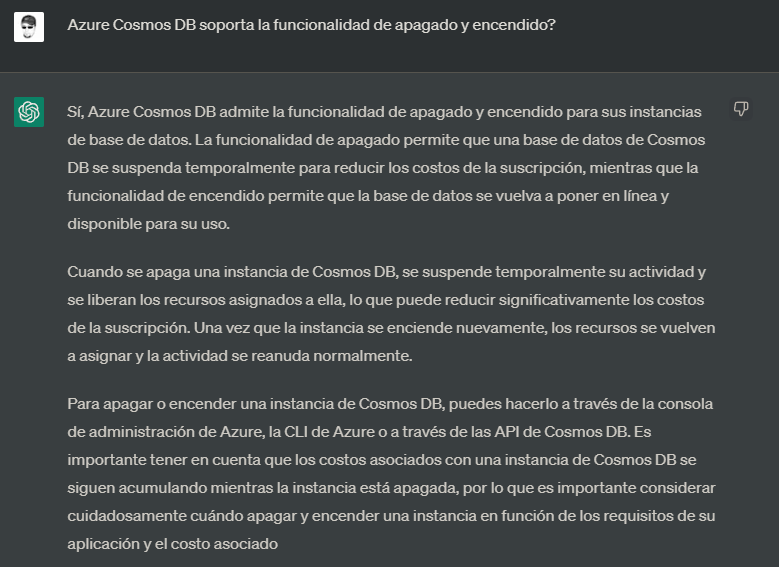 Azure Cosmos DB soporta la funcionalidad de apagado y encendido?
Sí, Azure Cosmos DB admite la funcionalidad de apagado y encendido para sus instancias
de base de datos. La funcionalidad de apagado permite que una base de datos de Cosmos
DB se suspenda temporalmente para reducir los costos de la suscripción, mientras que la
funcionalidad de encendido permite que la base de datos se vuelva a poner en línea y
disponible para su uso.
Cuando se apaga una instancia de Cosmos DB, se suspende temporalmente su actividad y
se liberan los recursos asignados a ella, lo que puede reducir significativamente los costos
de la suscripción. Una vez que la instancia se enciende nuevamente, los recursos se vuelven
a asignar y la actividad se reanuda normalmente.
Para apagar o encender una instancia de Cosmos DB, puedes hacerlo a través de la consola
de administración de Azure, la CLI de Azure o a través de las API de Cosmos DB. Es
importante tener en cuenta que los costos asociados con una instancia de Cosmos DB se
siguen acumulando mientras la instancia está apagada, por lo que es importante considerar
cuidadosamente cuándo apagar y encender una instancia en función de los requisitos de su
aplicación y el costo asociado